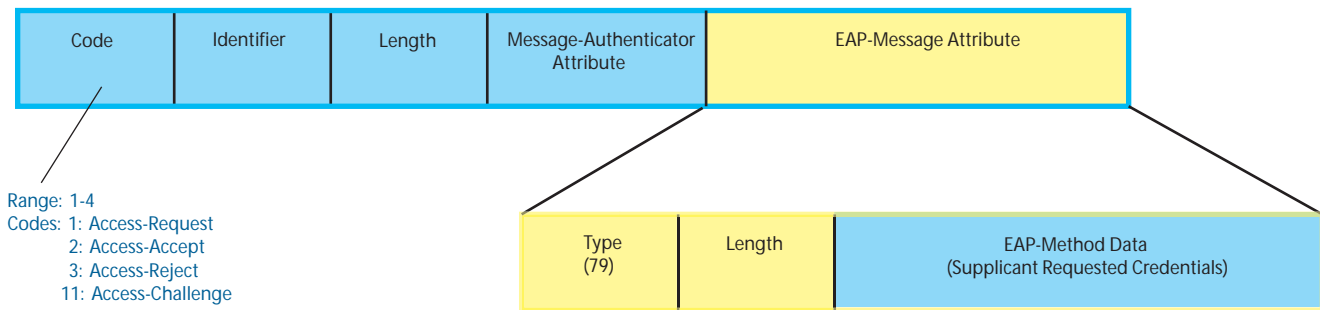 Code
Identifier
Length
Message-Authenticator
Attribute
EAP-Message Attribute
Range: 1-4
Codes: 1: Access-Request
2: Access-Accept
3: Access-Reject
11: Access-Challenge
Type
(79)
Length
EAP-Method Data
(Supplicant Requested Credentials)